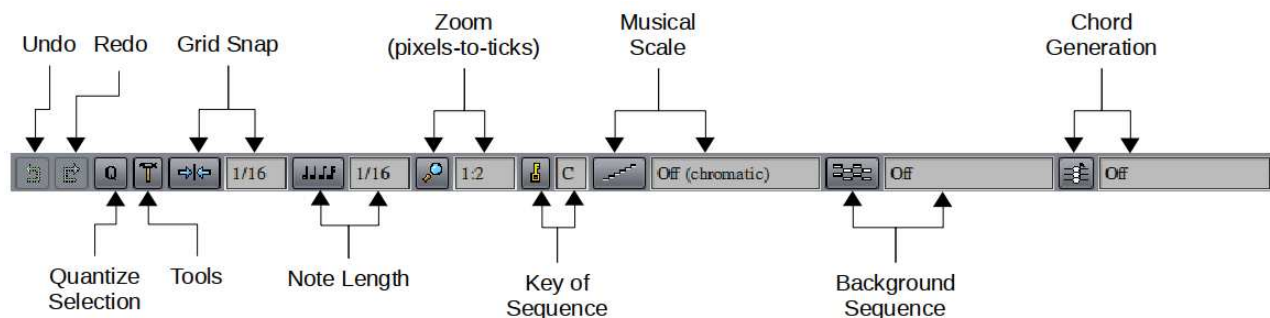 Zoom
(pixels-to-ticks)
Musical
Scale
Chord
Generation
Undo
Redo
Grid Snap
Q
1/16
1/16
1:2
C
Off (chromatic)
Off
Off
Quantize
Selection
Tools
Note Length
Key of
Sequence
Background
Sequence